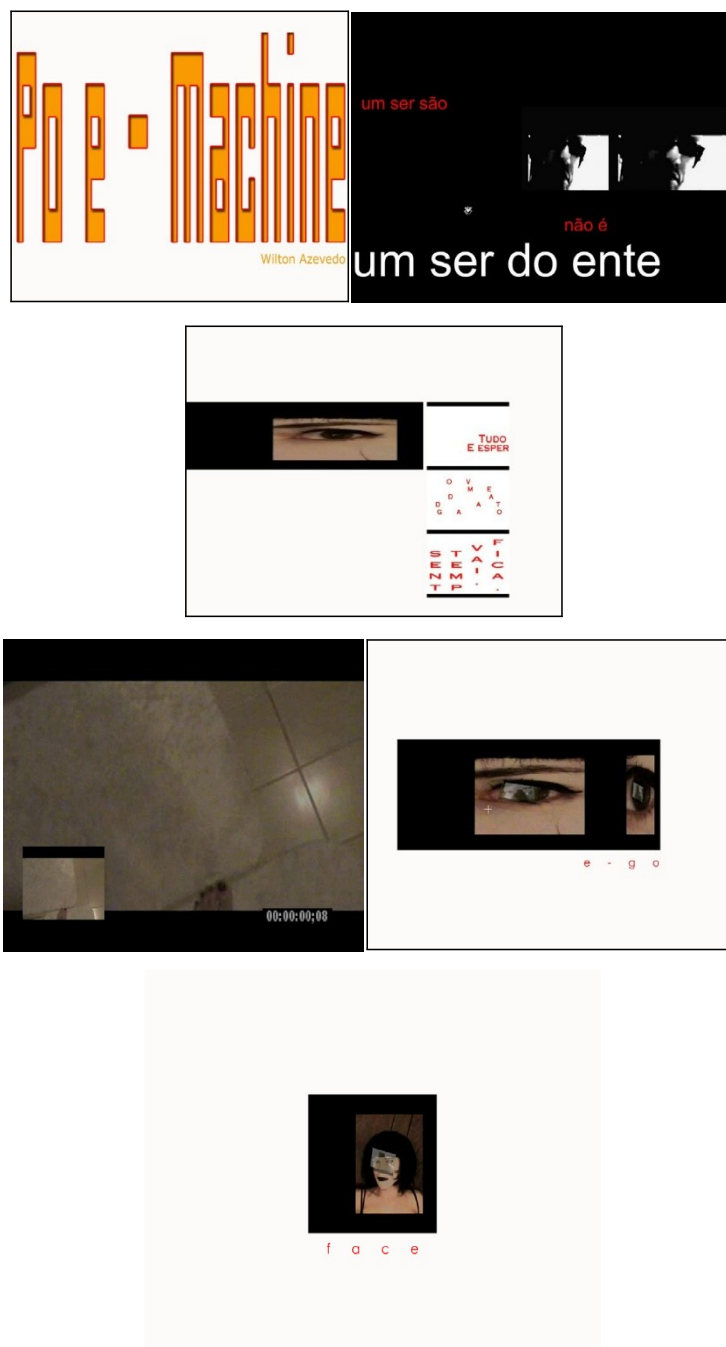 Po e - Machine
Wilton Azevedo
um ser são
não é
um ser do ente
TUDO
E ESPER
O V M E
D A
D A T
G A O
SENT TEMP VAI. FICA.
00:00:00;08
e - g o
f a c e